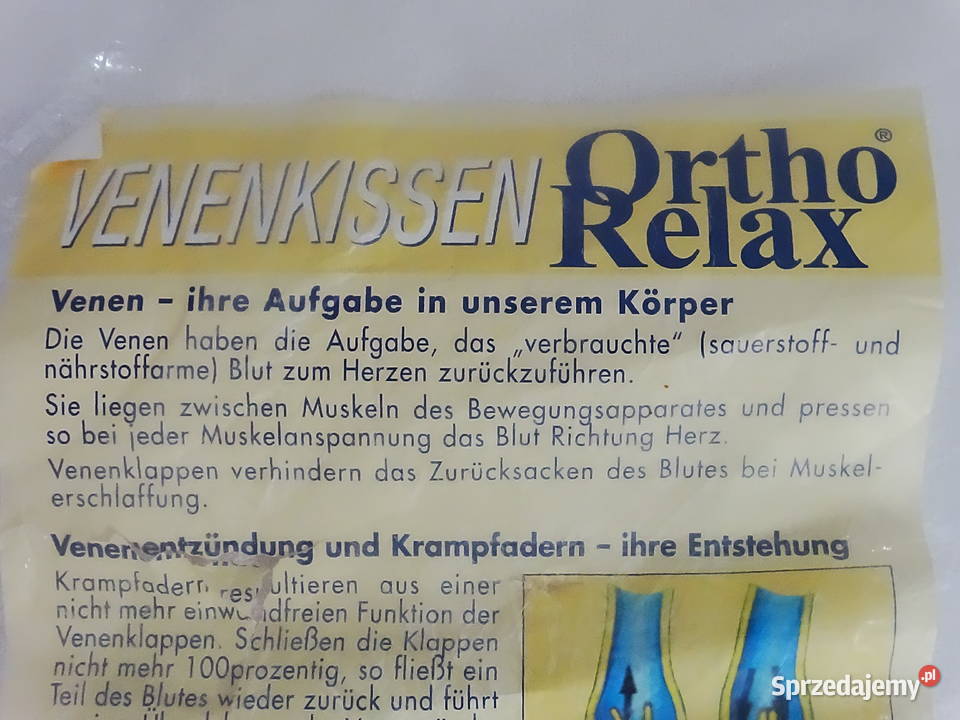 VENENKISSEN
Ortho®
Relax
Venen – ihre Aufgabe in unserem Körper
Die Venen haben die Aufgabe, das „verbrauchte“ (sauerstoff- und
nährstoffarme) Blut zum Herzen zurückzuführen.
Sie liegen zwischen Muskeln des Bewegungsapparates und pressen
so bei jeder Muskelanspannung das Blut Richtung Herz.
Venenklappen verhindern das Zurücksacken des Blutes bei Muskel-
erschlaffung.
Venenentzündung und Krampfadern – ihre Entstehung
Krampfadern resultieren aus einer
nicht mehr einwandfreien Funktion der
Venenklappen. Schließen die Klappen
nicht mehr 100prozentig, so fließt ein
Teil des Blutes wieder zurück und führt
Sprzedajemy.pl